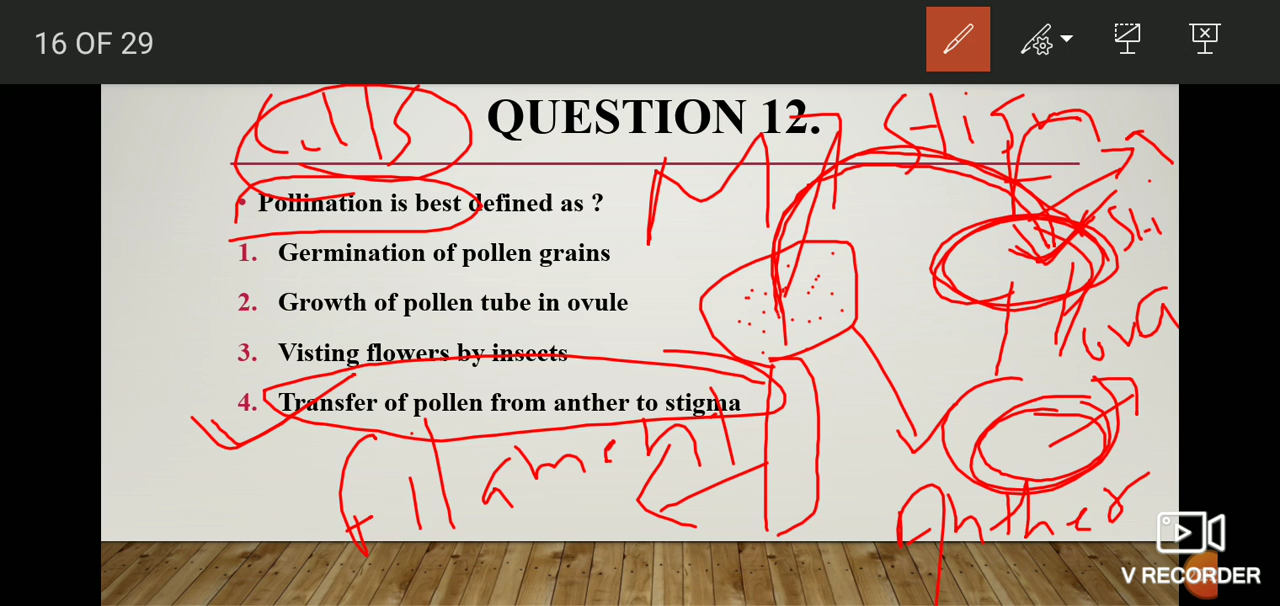 16 OF 29
QUESTION 12.
• Pollination is best defined as ?
1. Germination of pollen grains
2. Growth of pollen tube in ovule
3. Visting flowers by insects
4. Transfer of pollen from anther to stigma
filament
Anther
V RECORDER